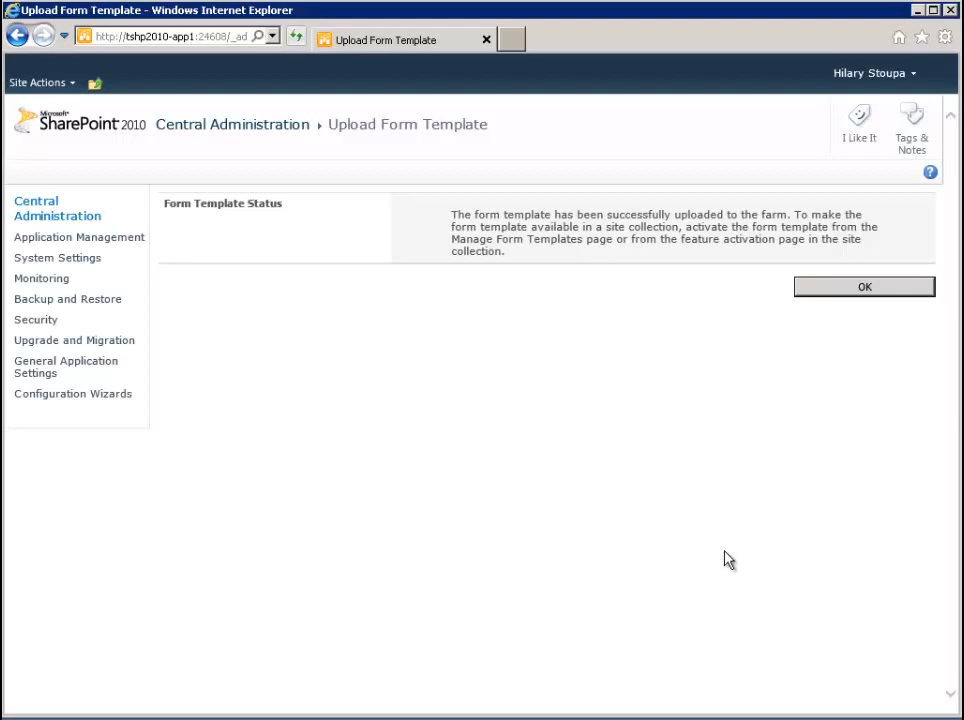 Upload Form Template - Windows Internet Explorer
http://tshp2010-app1:24608/_ad
Upload Form Template
Site Actions
Hilary Stoupa
Microsoft
SharePoint 2010
Central Administration
Upload Form Template
I Like It
Tags &
Notes
Central
Administration
Application Management
System Settings
Monitoring
Backup and Restore
Security
Upgrade and Migration
General Application
Settings
Configuration Wizards
Form Template Status
The form template has been successfully uploaded to the farm. To make the
form template available in a site collection, activate the form template from the
Manage Form Templates page or from the feature activation page in the site
collection.
OK